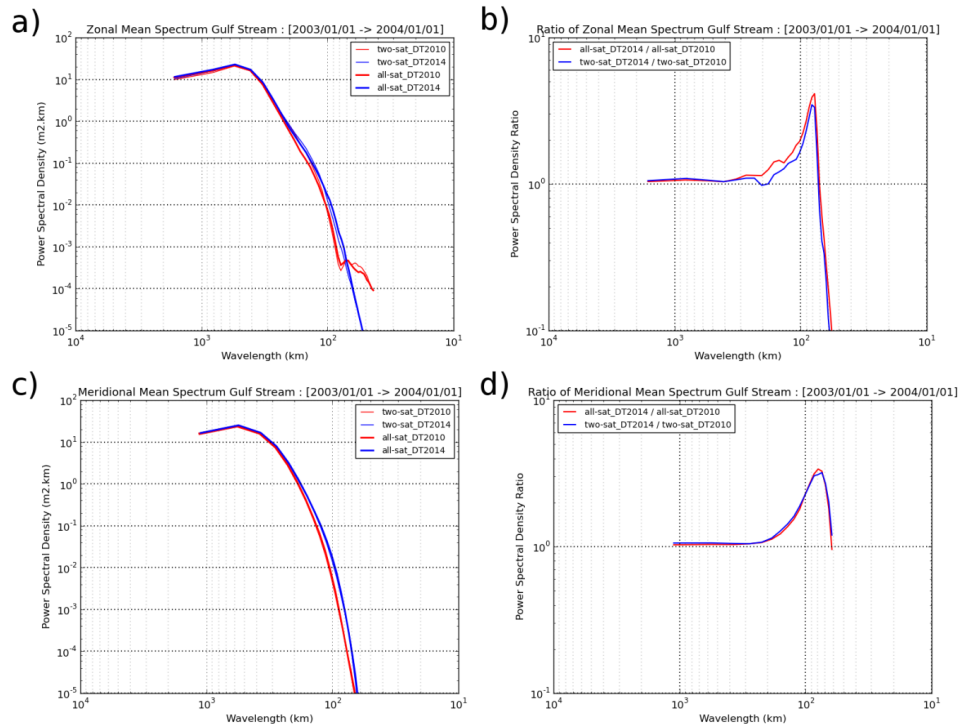 a)
Zonal Mean Spectrum Gulf Stream : [2003/01/01 -> 2004/01/01]
two-sat_DT2010
two-sat_DT2014
all-sat_DT2010
all-sat_DT2014
Power Spectral Density (m2.km)
10^2
10^1
10^0
10^-1
10^-2
10^-3
10^-4
10^-5
10^4
10^3
10^2
10^1
Wavelength (km)
b)
Ratio of Zonal Mean Spectrum Gulf Stream : [2003/01/01 -> 2004/01/01]
all-sat_DT2014 / all-sat_DT2010
two-sat_DT2014 / two-sat_DT2010
Power Spectral Density Ratio
10^1
10^0
10^-1
10^4
10^3
10^2
10^1
Wavelength (km)
c)
Meridional Mean Spectrum Gulf Stream : [2003/01/01 -> 2004/01/01]
two-sat_DT2010
two-sat_DT2014
all-sat_DT2010
all-sat_DT2014
Power Spectral Density (m2.km)
10^2
10^1
10^0
10^-1
10^-2
10^-3
10^-4
10^-5
10^4
10^3
10^2
10^1
Wavelength (km)
d)
Ratio of Meridional Mean Spectrum Gulf Stream : [2003/01/01 -> 2004/01/01]
all-sat_DT2014 / all-sat_DT2010
two-sat_DT2014 / two-sat_DT2010
Power Spectral Density Ratio
10^1
10^0
10^-1
10^4
10^3
10^2
10^1
Wavelength (km)